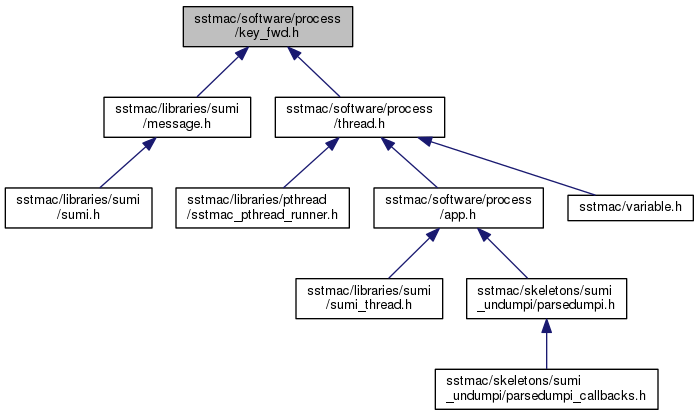 sstmac/software/process
/key_fwd.h
sstmac/libraries/sumi
/message.h
sstmac/software/process
/thread.h
sstmac/libraries/sumi
/sumi.h
sstmac/libraries/pthread
/sstmac_pthread_runner.h
sstmac/software/process
/app.h
sstmac/variable.h
sstmac/libraries/sumi
/sumi_thread.h
sstmac/skeletons/sumi
_undumpi/parsedumpi.h
sstmac/skeletons/sumi
_undumpi/parsedumpi_callbacks.h